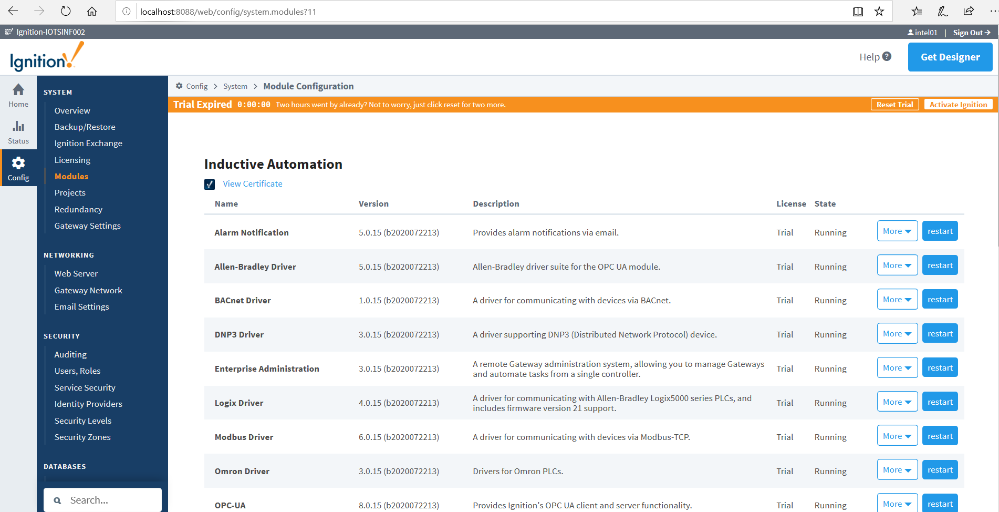 localhost:8088/web/config/system.modules?11
Ignition-IOTSINF002
intel01 | Sign Out
Ignition!
Help
Get Designer
Home
Status
Config
SYSTEM
Overview
Backup/Restore
Ignition Exchange
Licensing
Modules
Projects
Redundancy
Gateway Settings
NETWORKING
Web Server
Gateway Network
Email Settings
SECURITY
Auditing
Users, Roles
Service Security
Identity Providers
Security Levels
Security Zones
DATABASES
Search...
Config > System > Module Configuration
Trial Expired 0:00:00 Two hours went by already? Not to worry, just click reset for two more. Reset Trial Activate Ignition
Inductive Automation
View Certificate
Name Version Description License State
Alarm Notification 5.0.15 (b2020072213) Provides alarm notifications via email. Trial Running More restart
Allen-Bradley Driver 5.0.15 (b2020072213) Allen-Bradley driver suite for the OPC UA module. Trial Running More restart
BACnet Driver 1.0.15 (b2020072213) A driver for communicating with devices via BACnet. Trial Running More restart
DNP3 Driver 3.0.15 (b2020072213) A driver supporting DNP3 (Distributed Network Protocol) device. Trial Running More restart
Enterprise Administration 3.0.15 (b2020072213) A remote Gateway administration system, allowing you to manage Gateways
and automate tasks from a single controller. Trial Running More restart
Logix Driver 4.0.15 (b2020072213) A driver for communicating with Allen-Bradley Logix5000 series PLCs, and
includes firmware version 21 support. Trial Running More restart
Modbus Driver 6.0.15 (b2020072213) A driver for communicating with devices via Modbus-TCP. Trial Running More restart
Omron Driver 3.0.15 (b2020072213) Drivers for Omron PLCs. Trial Running More restart
OPC-UA 8.0.15 (b2020072213) Provides Ignition's OPC UA client and server functionality. Trial Running More restart